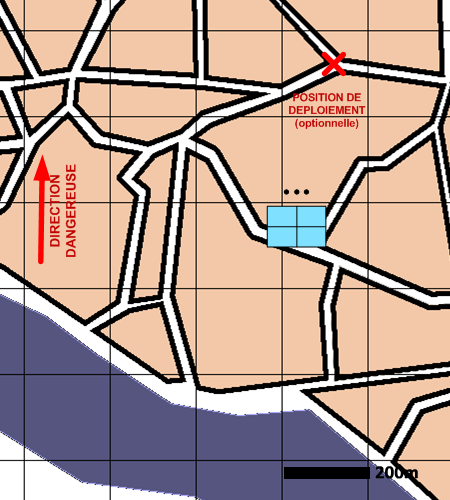 POSITION DE
DEPLOIEMENT
(optionnelle)
DIRECTION
DANGEREUSE
200m